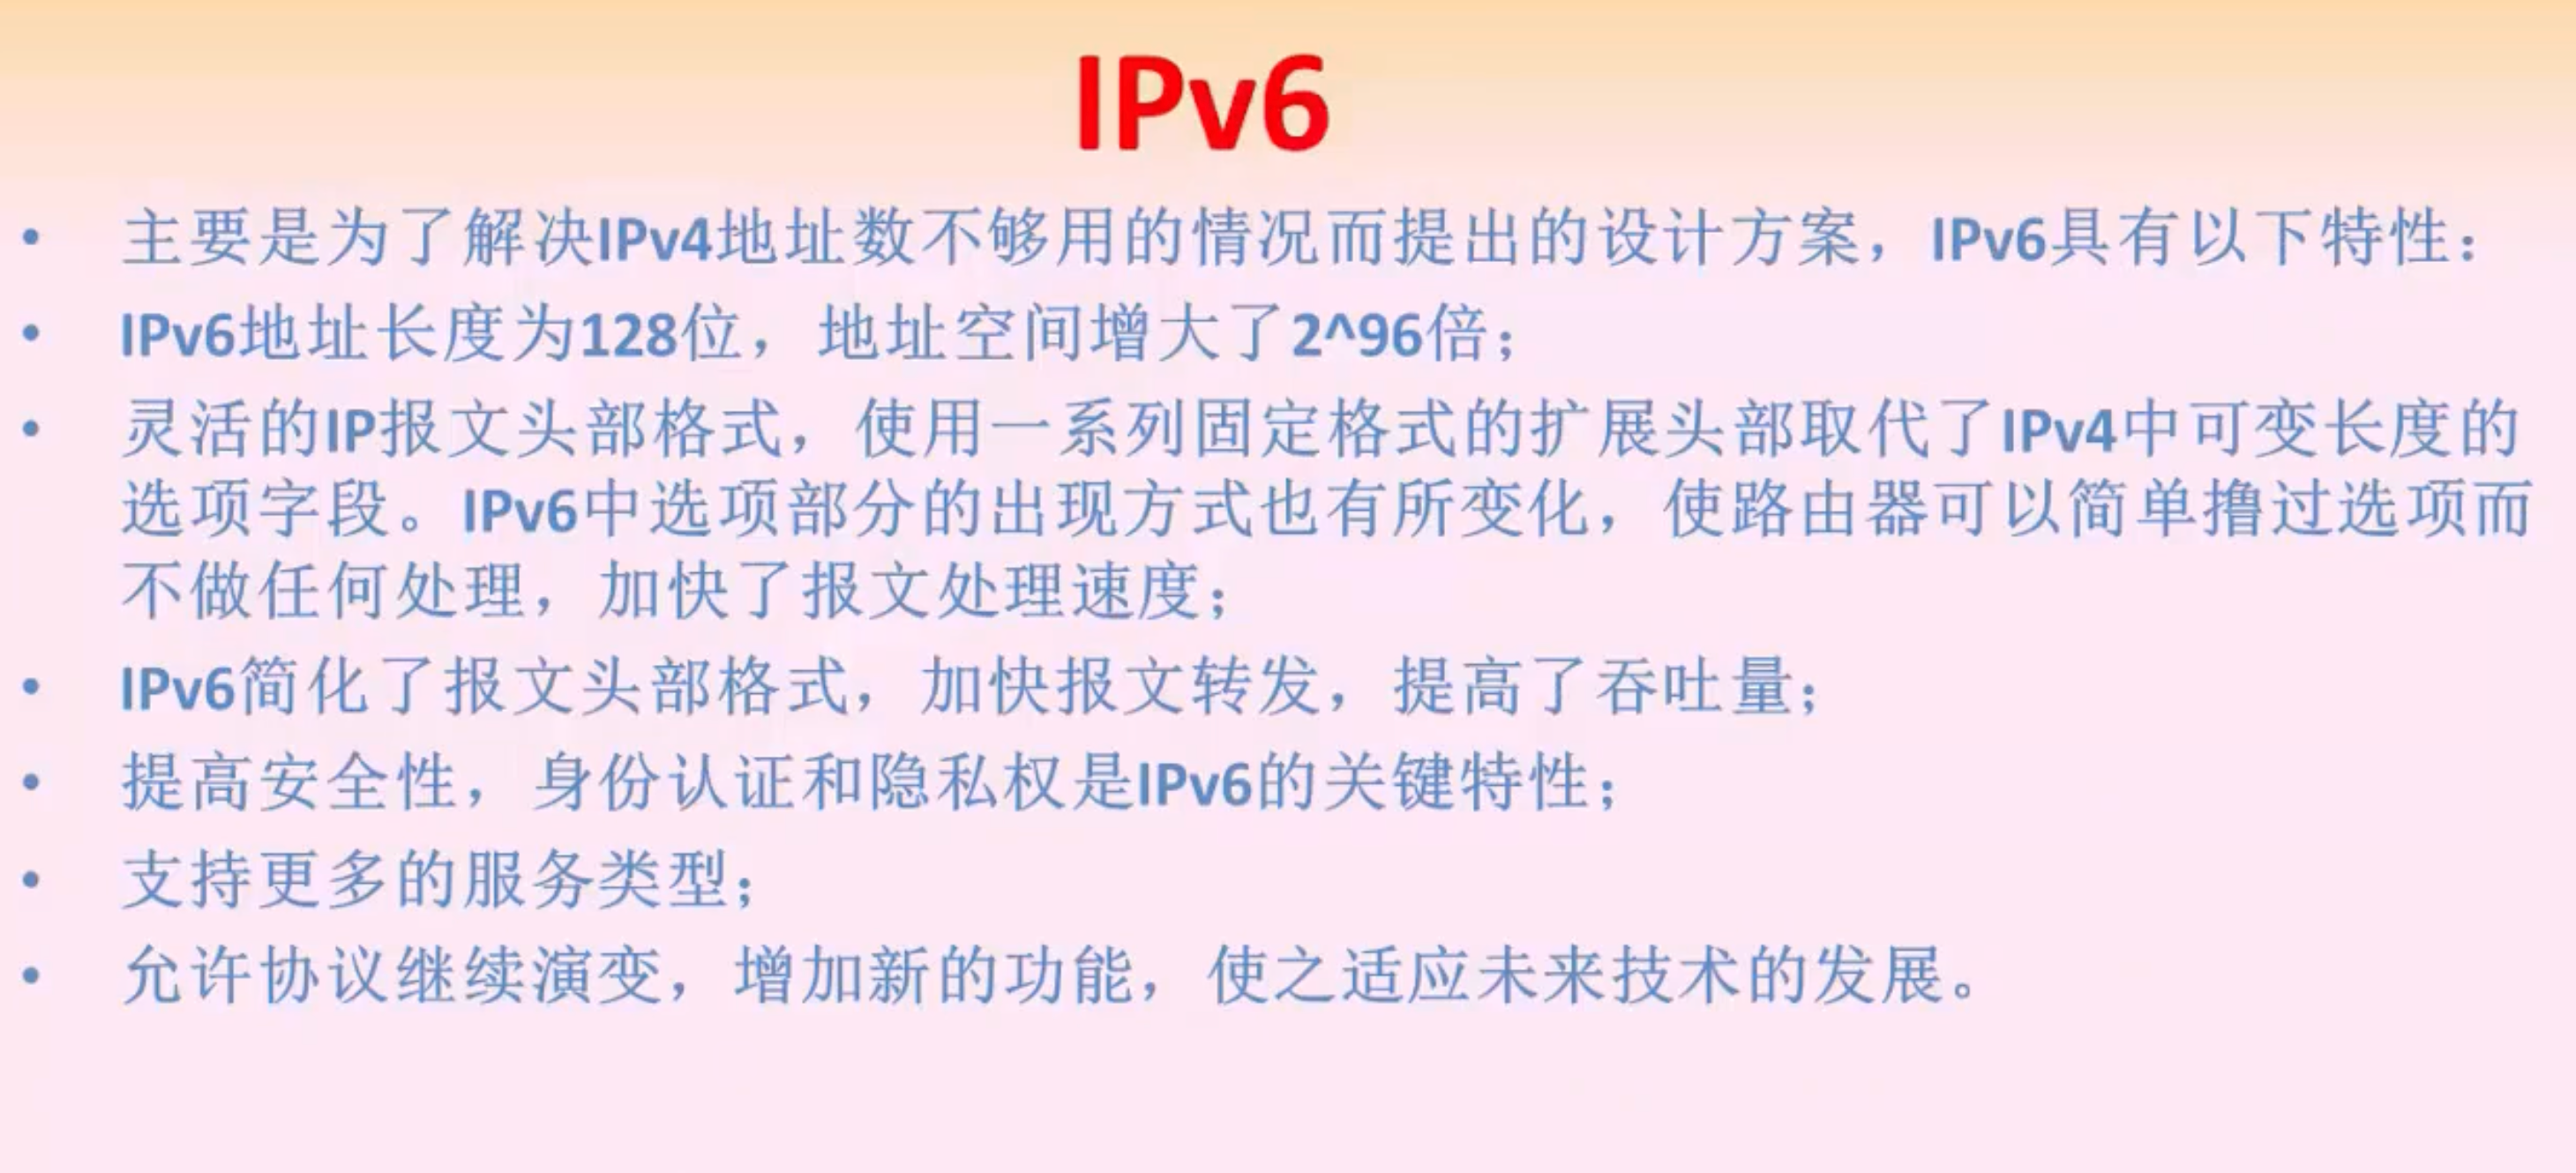 IPv6
• 主要是为了解决IPv4地址数不够用的情况而提出的设计方案，IPv6具有以下特性：
• IPv6地址长度为128位，地址空间增大了2^96倍；
• 灵活的IP报文头部格式，使用一系列固定格式的扩展头部取代了IPv4中可变长度的
选项字段。IPv6中选项部分的出现方式也有所变化，使路由器可以简单撸过选项而
不做任何处理，加快了报文处理速度；
• IPv6简化了报文头部格式，加快报文转发，提高了吞吐量；
• 提高安全性，身份认证和隐私权是IPv6的关键特性；
• 支持更多的服务类型；
• 允许协议继续演变，增加新的功能，使之适应未来技术的发展。